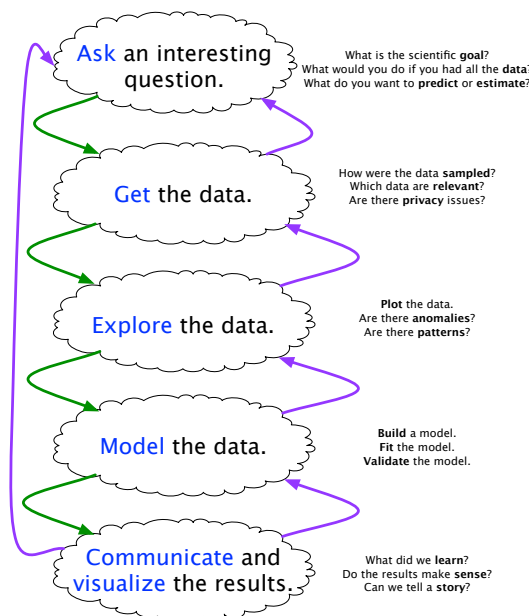 Ask an interesting
question.
What is the scientific goal?
What would you do if you had all the data?
What do you want to predict or estimate?
Get the data.
How were the data sampled?
Which data are relevant?
Are there privacy issues?
Explore the data.
Plot the data.
Are there anomalies?
Are there patterns?
Model the data.
Build a model.
Fit the model.
Validate the model.
Communicate and
visualize the results.
What did we learn?
Do the results make sense?
Can we tell a story?